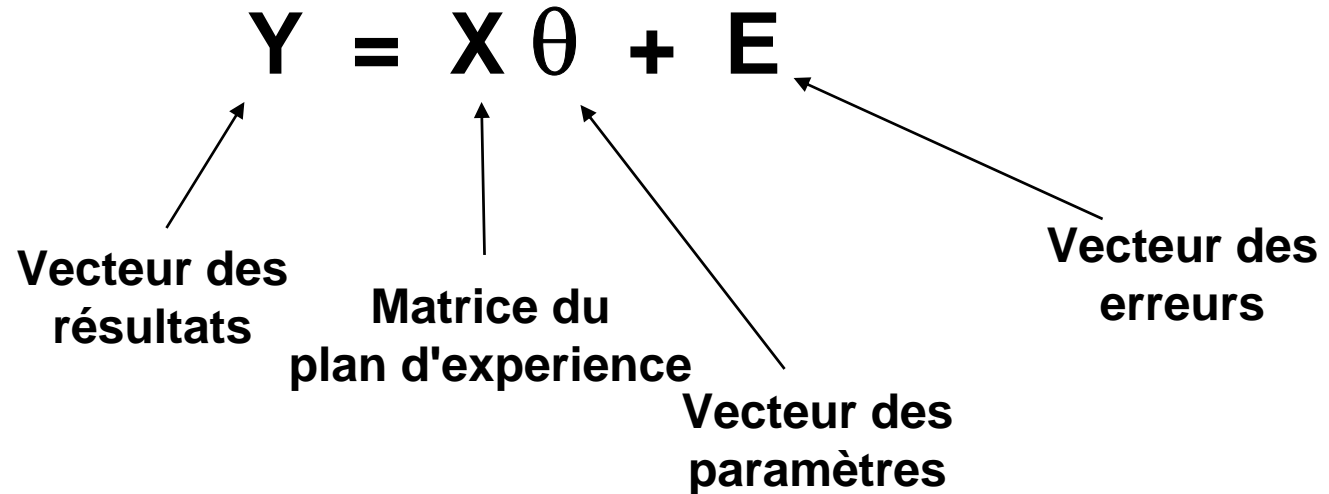 Y = X θ + E
Vecteur des
résultats
Matrice du
plan d'experience
Vecteur des
paramètres
Vecteur des
erreurs